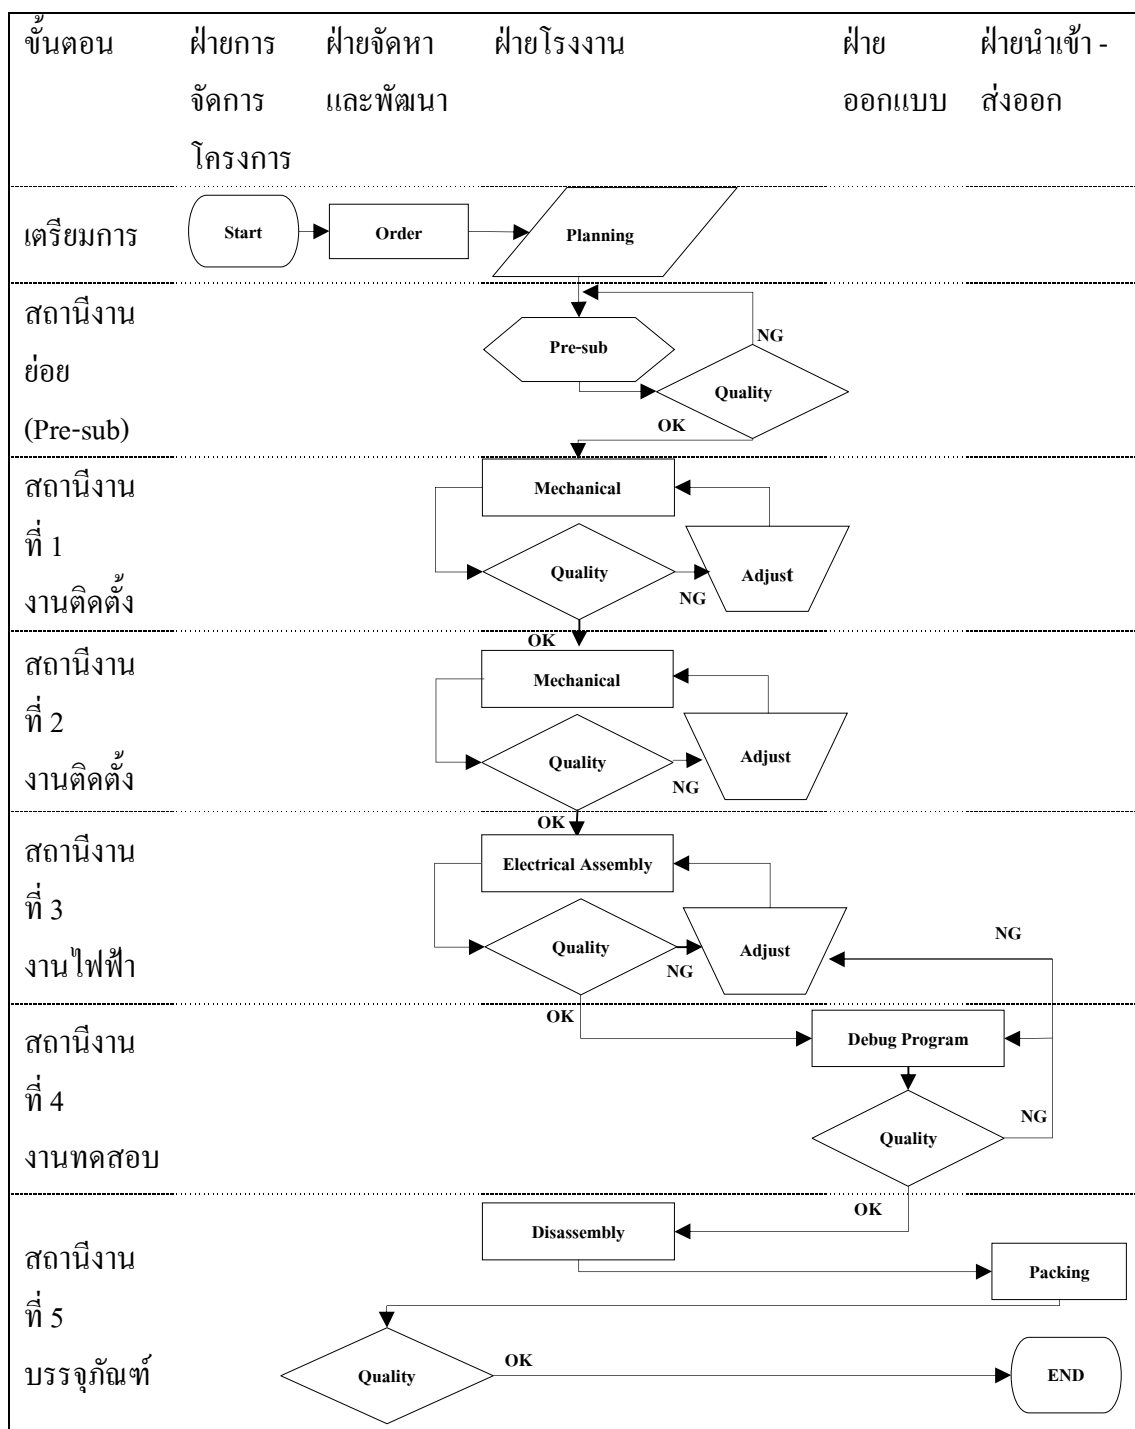 ขั้นตอน ฝ่ายการ ฝ่ายจัดหา ฝ่ายโรงงาน ฝ่าย ฝ่ายนำเข้า -
จัดการ และพัฒนา ออกแบบ ส่งออก
โครงการ
เตรียมการ Start Order Planning
สถานีงาน
ย่อย
(Pre-sub)
Pre-sub
NG
Quality
OK
สถานีงาน
ที่ 1
งานติดตั้ง
Mechanical
Quality
NG
Adjust
OK
สถานีงาน
ที่ 2
งานติดตั้ง
Mechanical
Quality
NG
Adjust
OK
สถานีงาน
ที่ 3
งานไฟฟ้า
Electrical Assembly
Quality
NG
Adjust
NG
OK
สถานีงาน
ที่ 4
งานทดสอบ
Debug Program
Quality
NG
OK
สถานีงาน
ที่ 5
บรรจุภัณฑ์
Disassembly
Packing
Quality
OK
END